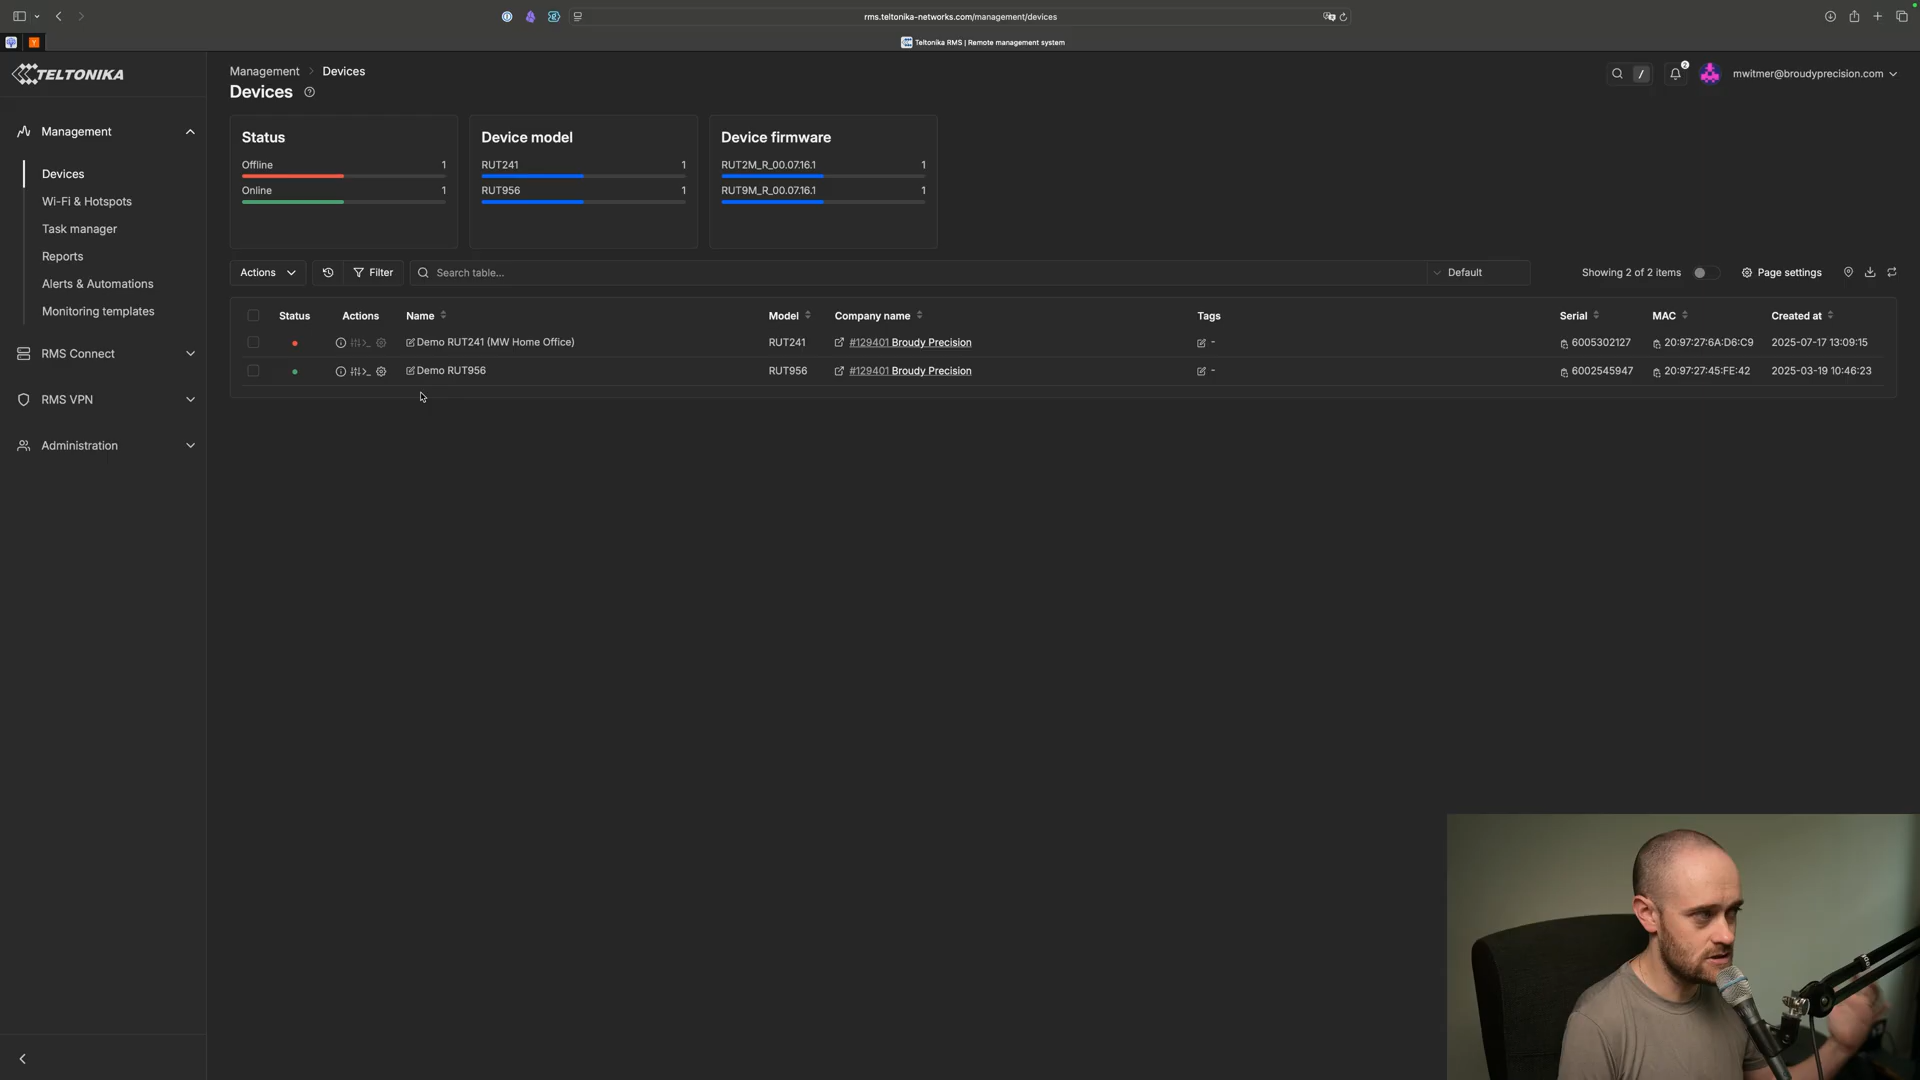 rms.teltonika-networks.com/management/devices
Teltonika RMS | Remote management system
TELTONIKA
Management
Devices
Wi-Fi & Hotspots
Task manager
Reports
Alerts & Automations
Monitoring templates
RMS Connect
RMS VPN
Administration
Management > Devices
/
2
mwitmer@broudyprecision.com
Devices
Status
Offline 1
Online 1
Device model
RUT241 1
RUT956 1
Device firmware
RUT2M_R_00.07.16.1 1
RUT9M_R_00.07.16.1 1
Actions
Filter
Search table...
Default
Showing 2 of 2 items
Page settings
Status Actions Name Model Company name Tags Serial MAC Created at
Demo RUT241 (MW Home Office) RUT241 #129401 Broudy Precision - 6005302127 20:97:27:6A:D6:C9 2025-07-17 13:09:15
Demo RUT956 RUT956 #129401 Broudy Precision - 6002545947 20:97:27:45:FE:42 2025-03-19 10:46:23